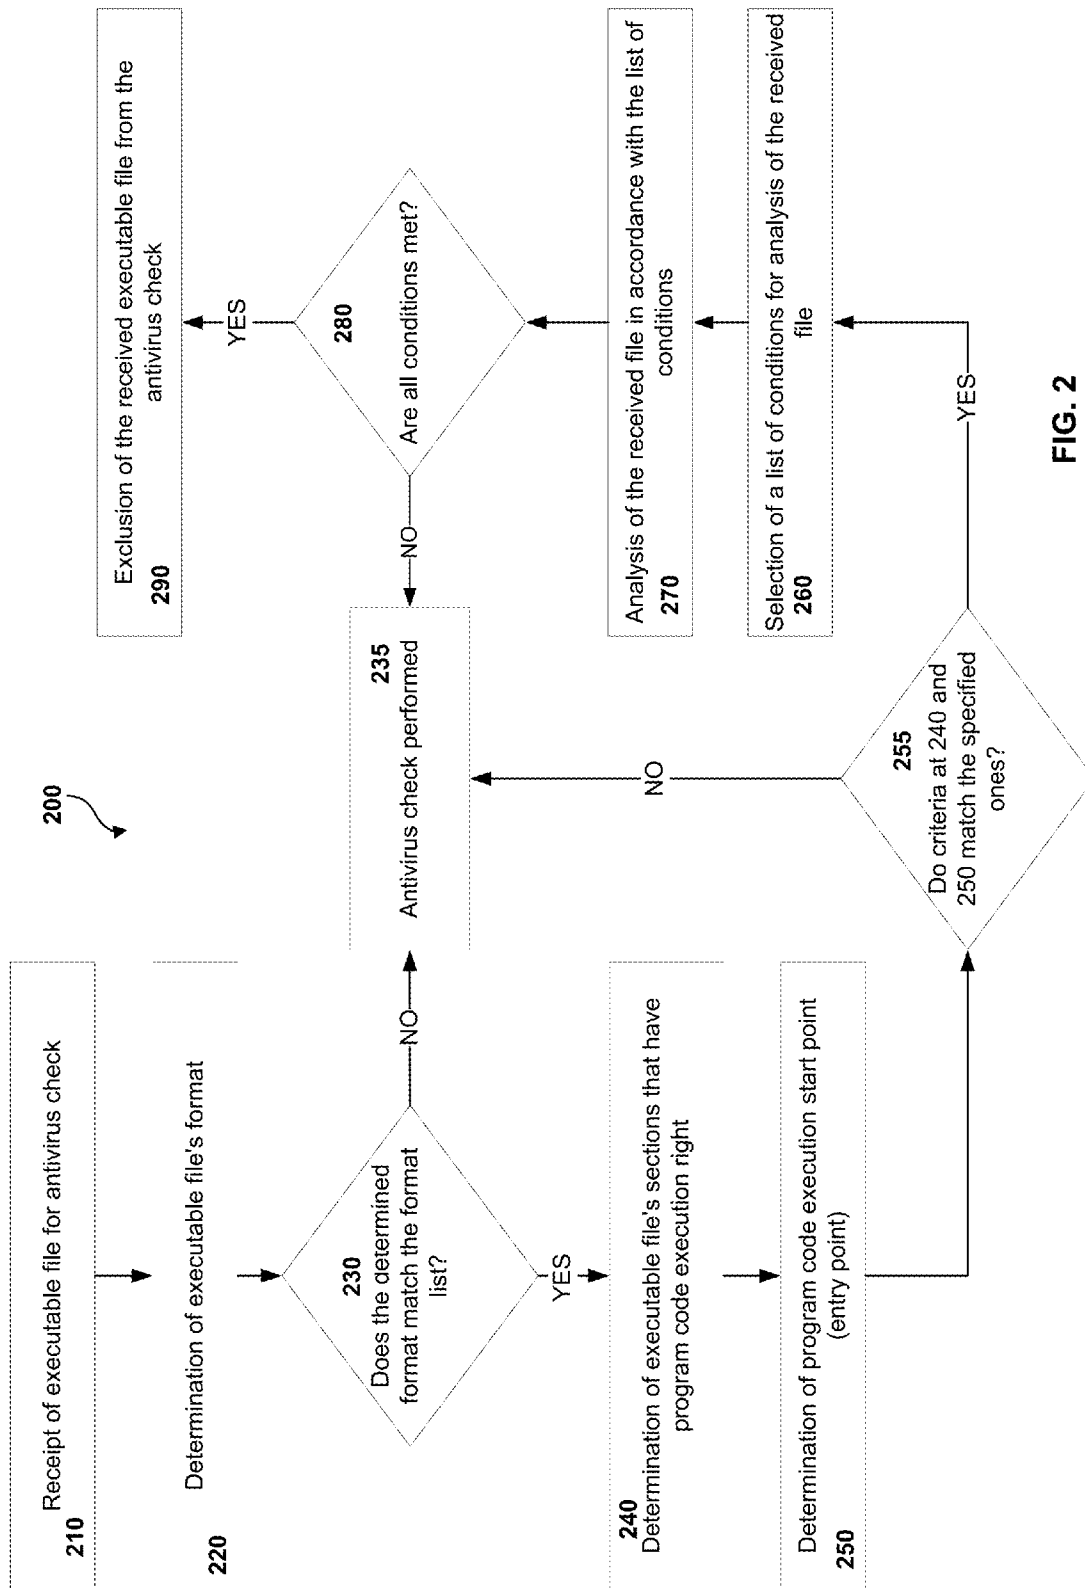 200
210
Receipt of executable file for antivirus check
220
Determination of executable file's format
230
Does the determined
format match the format
list?
NO
YES
235
Antivirus check performed
240
Determination of executable file's sections that have
program code execution right
250
Determination of program code execution start point
(entry point)
255
Do criteria at 240 and
250 match the specified
ones?
NO
YES
Selection of a list of conditions for analysis of the received
260
file
Analysis of the received file in accordance with the list of
270
conditions
280
Are all conditions met?
NO
YES
Exclusion of the received executable file from the
290
antivirus check
FIG. 2